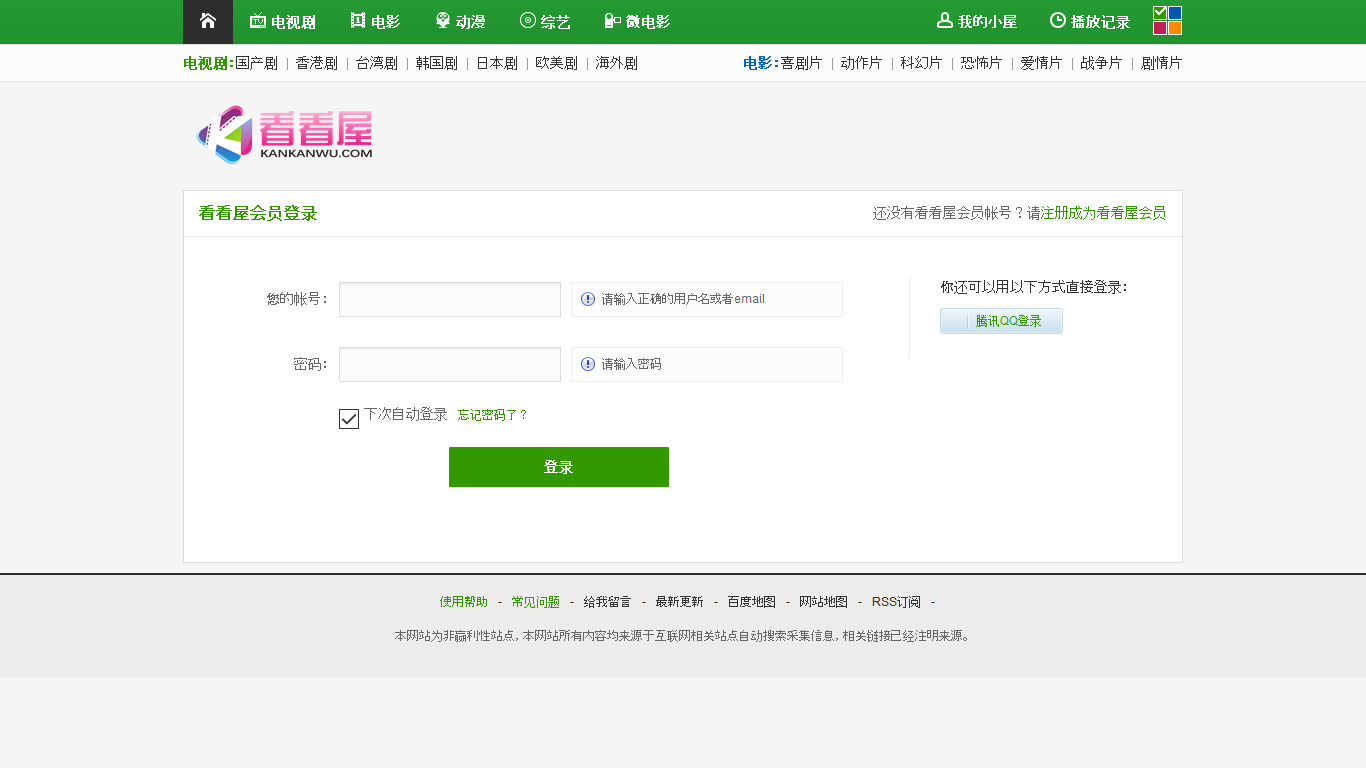 电视剧 电影 动漫 综艺 微电影 我的小屋 播放记录
电视剧:国产剧 | 香港剧 | 台湾剧 | 韩国剧 | 日本剧 | 欧美剧 | 海外剧 电影:喜剧片 | 动作片 | 科幻片 | 恐怖片 | 爱情片 | 战争片 | 剧情片
看看屋
KANKANWU.COM
看看屋会员登录 还没有看看屋会员帐号？请注册成为看看屋会员
你还可以用以下方式直接登录：
您的帐号： 请输入正确的用户名或者email
腾讯QQ登录
密码： 请输入密码
下次自动登录 忘记密码了？
登录
使用帮助 - 常见问题 - 给我留言 - 最新更新 - 百度地图 - 网站地图 - RSS订阅 -
本网站为非赢利性站点, 本网站所有内容均来源于互联网相关站点自动搜索采集信息, 相关链接已经注明来源。